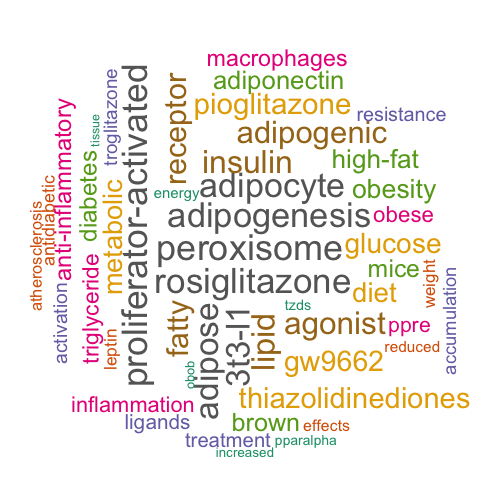 macrophages
adiponectin
pioglitazone
resistance
adipogenic
insulin
high-fat
adipocyte
obesity
energy
adipogenesis
obese
peroxisome
glucose
rosiglitazone
mice
diet
weight
accumulation
tzds
agonist
ppre
reduced
gw9662
thiazolidinediones
brown
effects
treatment
pparalpha
increased
inflammation
ligands
atherosclerosis
antidiabetic
anti-inflammatory
activation
diabetes
triglyceride
tissue
troglitazone
metabolic
leptin
proliferator-activated
receptor
fatty
obob
adipose
3t3-l1
lipid